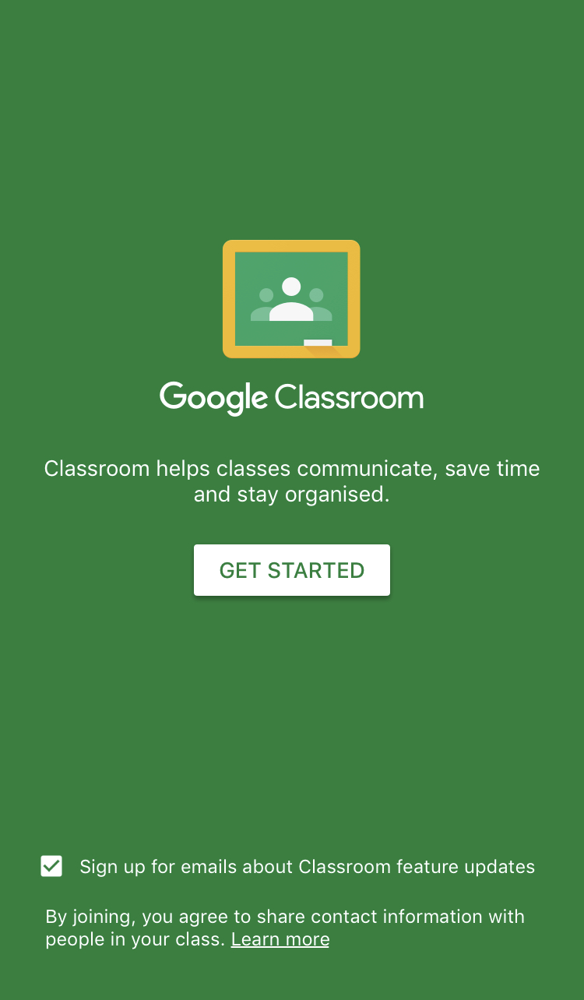 Google Classroom
Classroom helps classes communicate, save time
and stay organised.
GET STARTED
Sign up for emails about Classroom feature updates
By joining, you agree to share contact information with
people in your class. Learn more